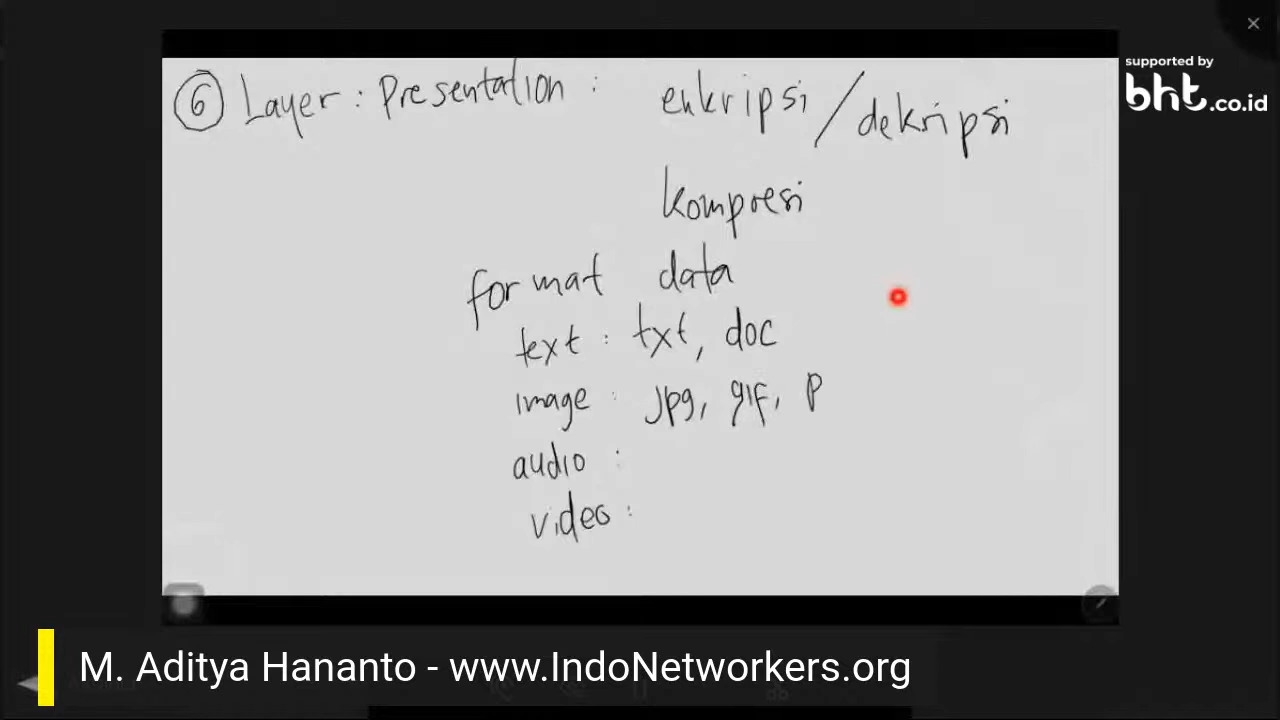 ⑥ Layer : Presentation : enkripsi / dekripsi
kompresi
format data
text : txt, doc
image : jpg, gif, p
audio :
video :
supported by
bht.co.id
M. Aditya Hananto - www.IndoNetworkers.org